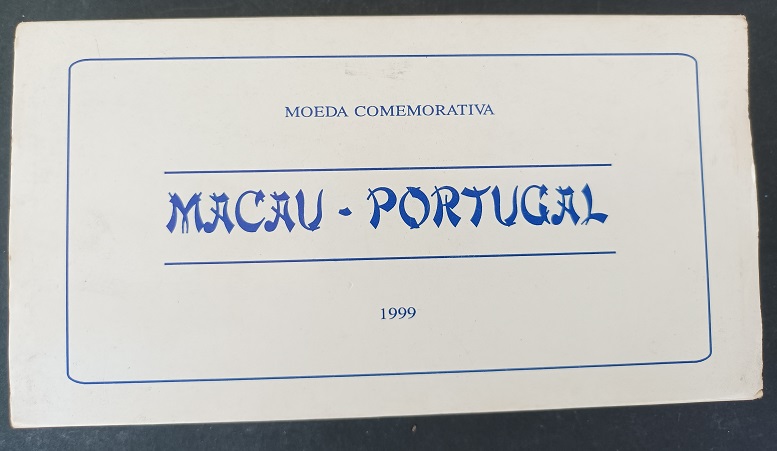 MOEDA COMEMORATIVA
MACAU - PORTUGAL
1999